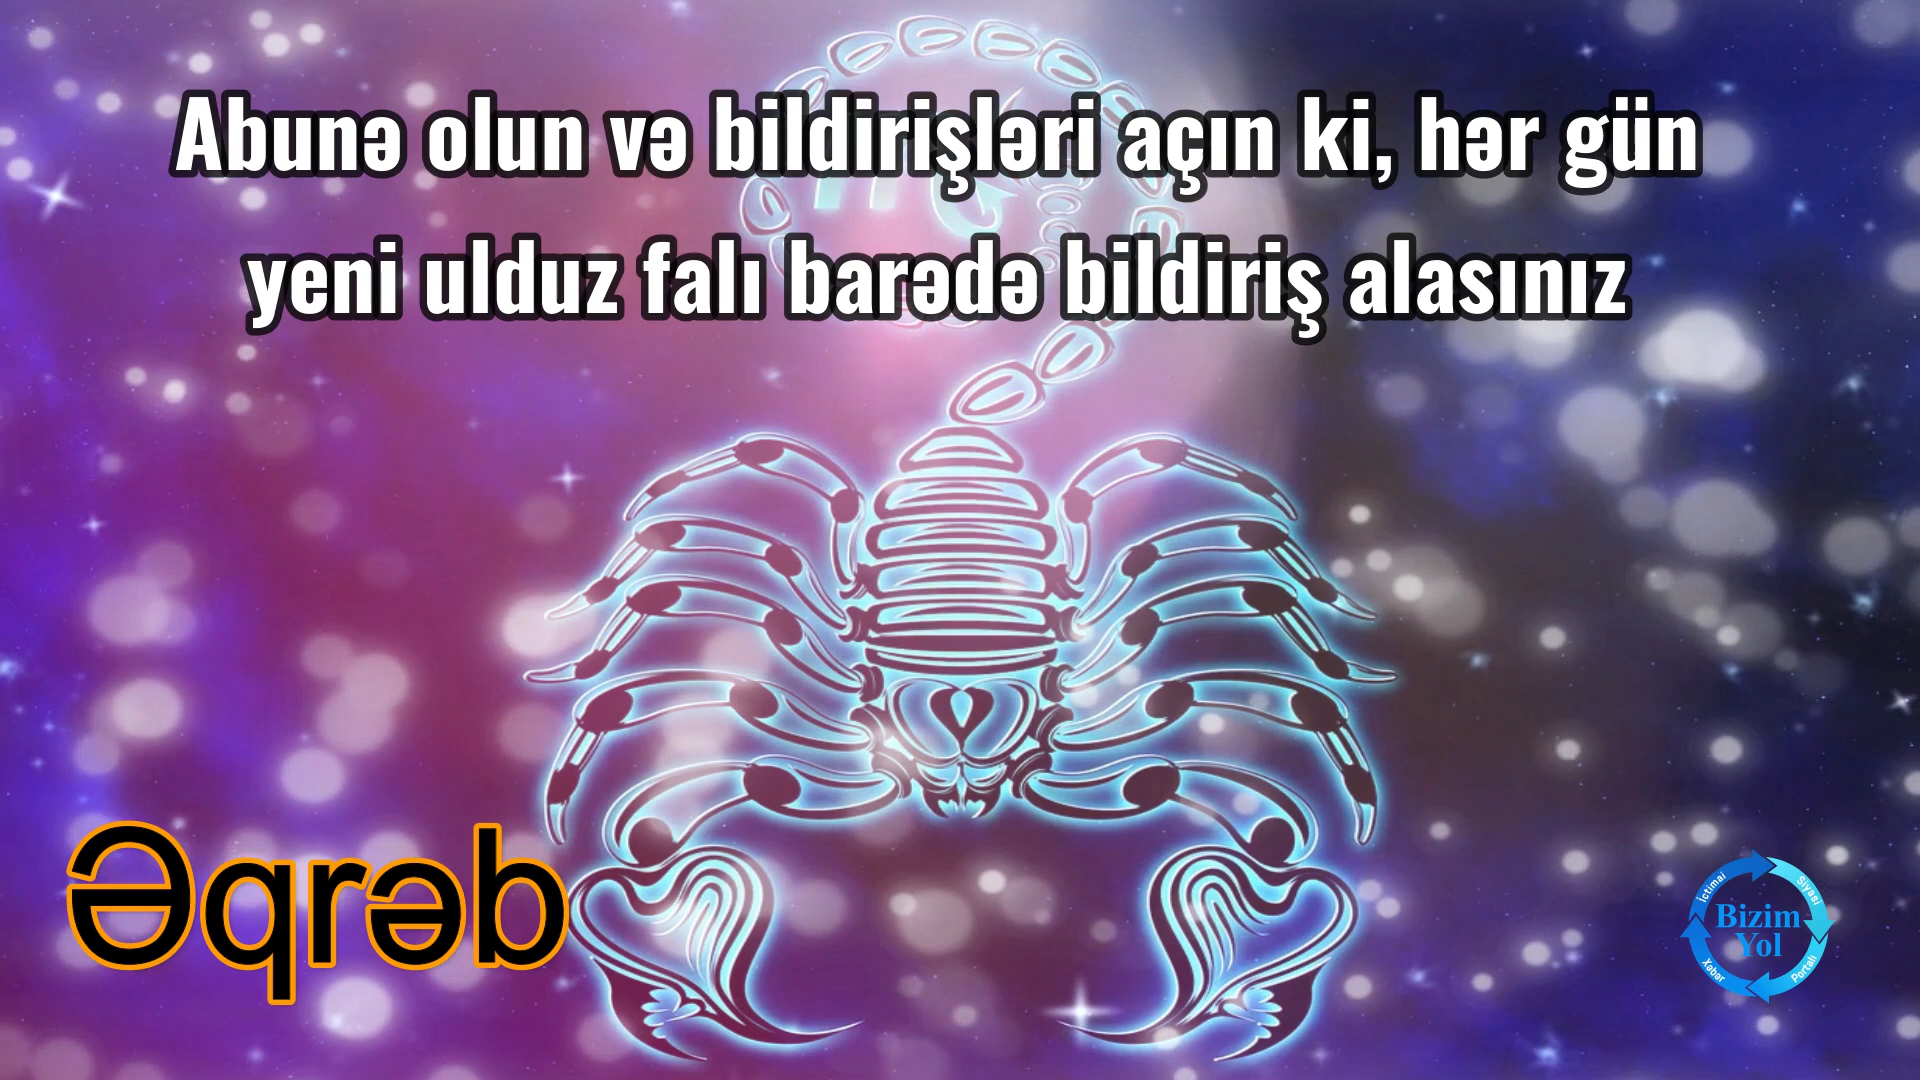 Abunə olun və bildirişləri açın ki, hər gün
yeni ulduz falı barədə bildiriş alasınız
Əqrəb
İctimai
Siyasi
Bizim
Yol
Xəbər
Portalı